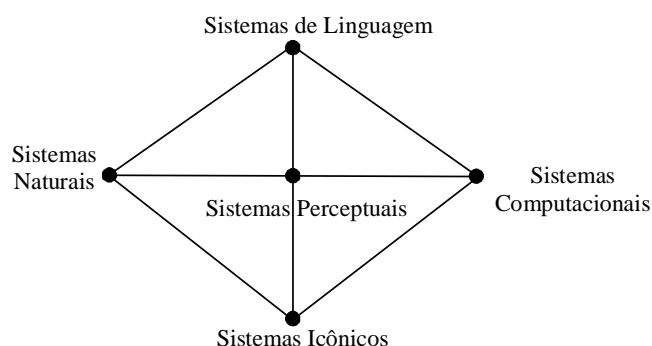 Sistemas de Linguagem
Sistemas
Naturais
Sistemas Perceptuais
Sistemas
Computacionais
Sistemas Icônicos